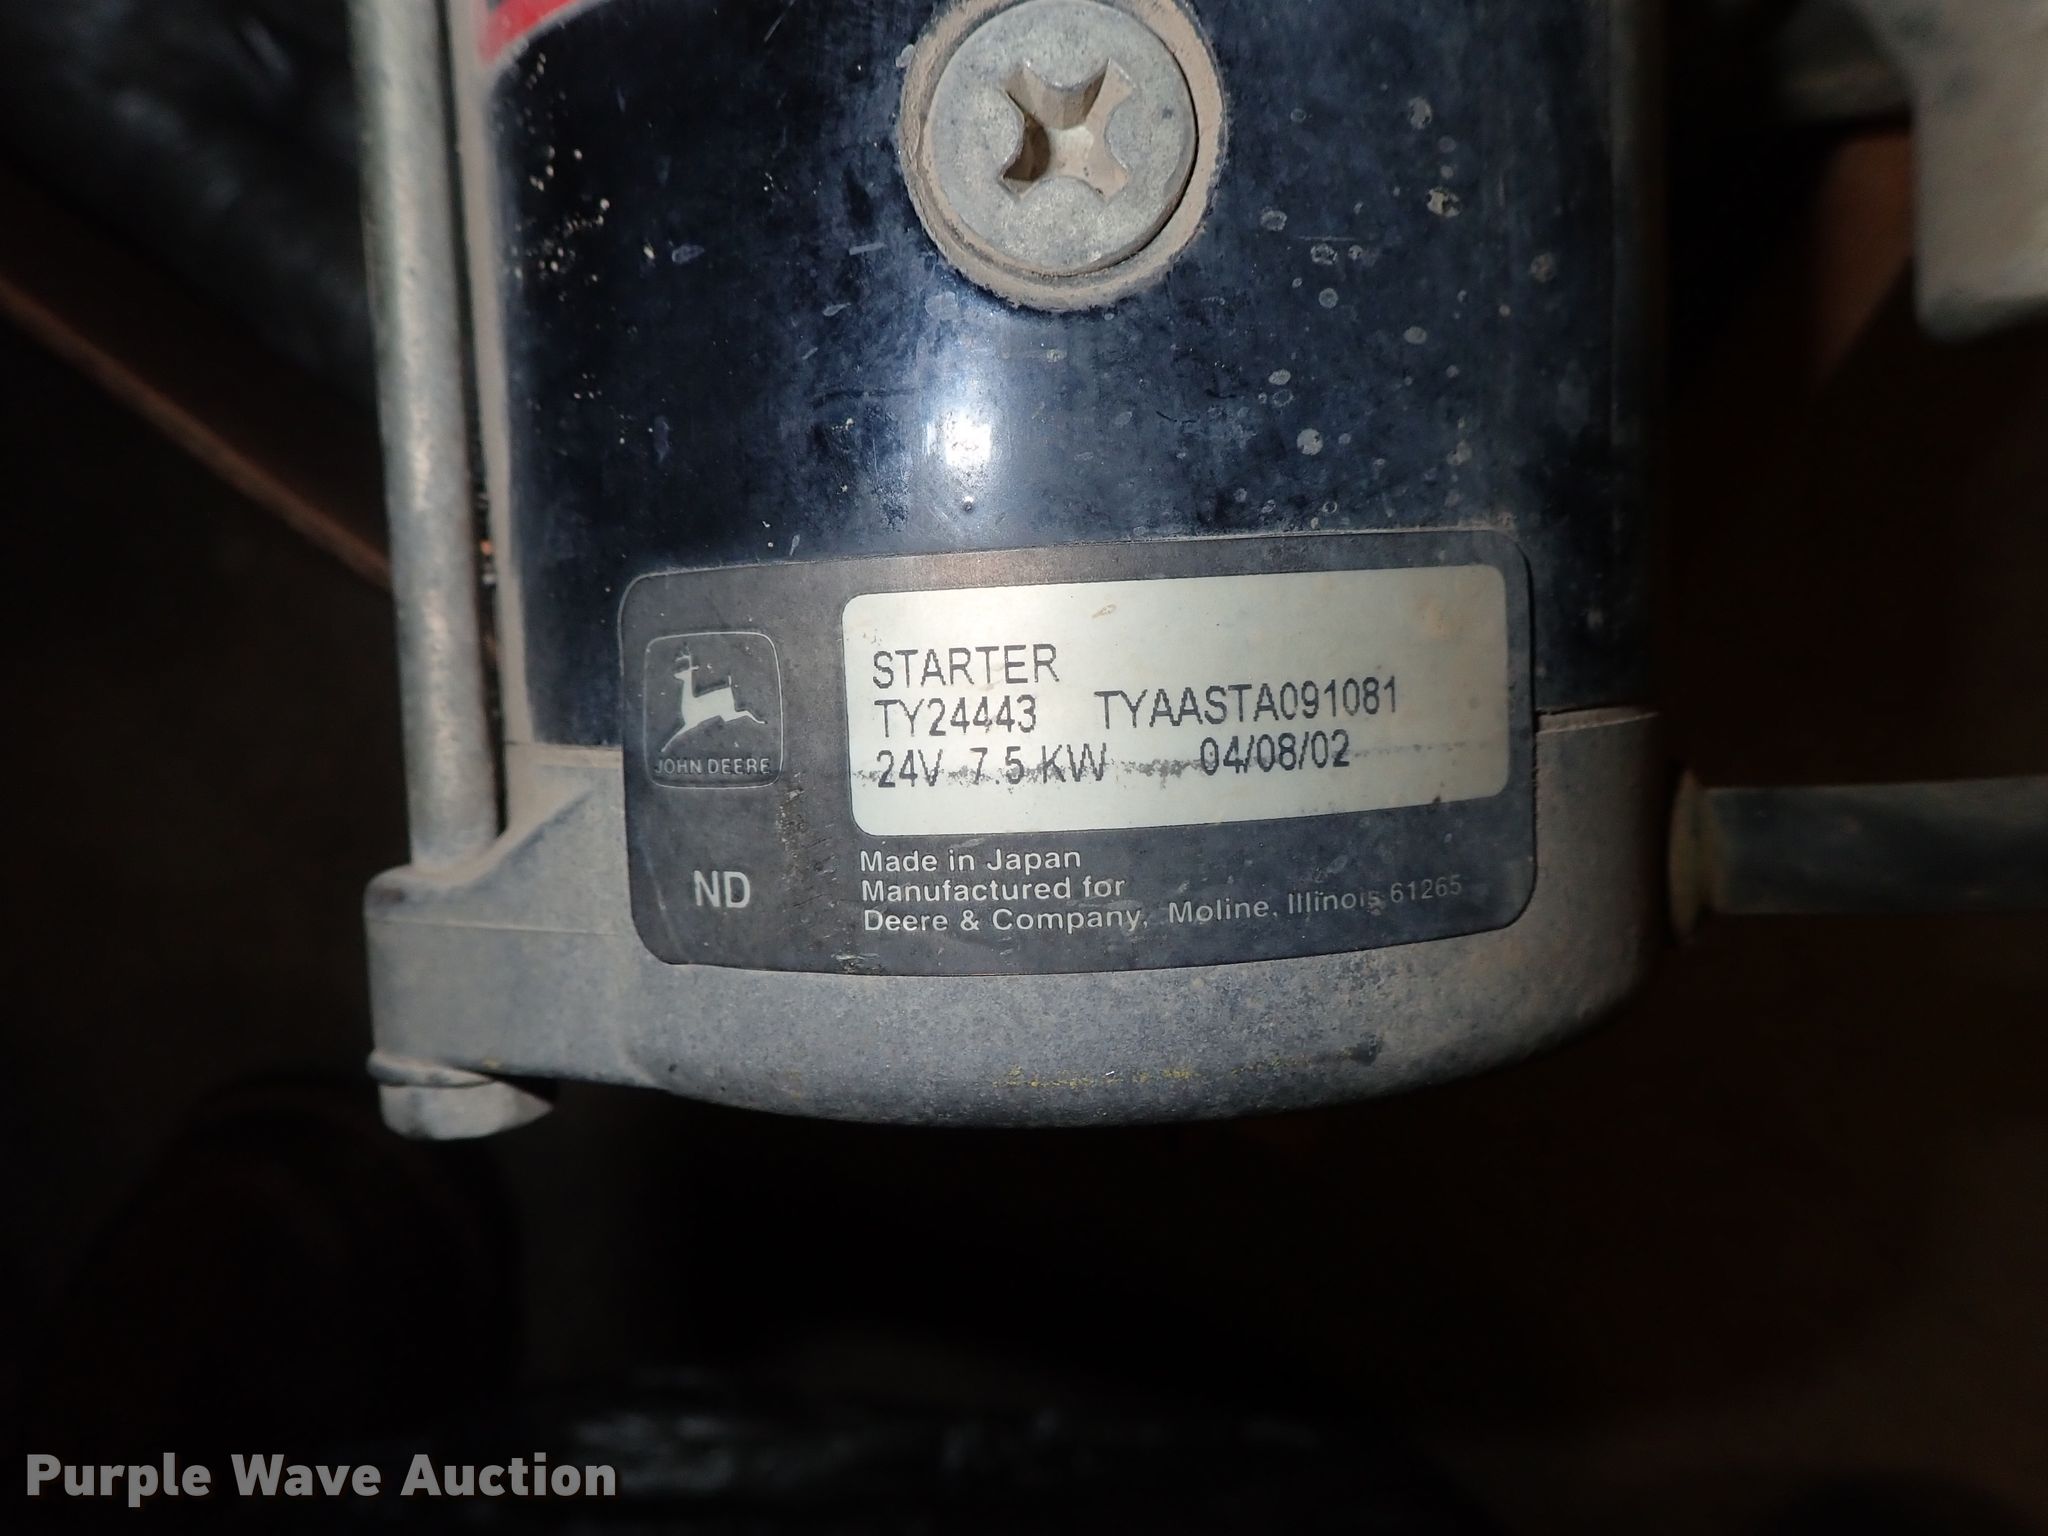 STARTER
TY24443 TYAASTA091081
24V 7.5 KW 04/08/02
JOHN DEERE
ND
Made in Japan
Manufactured for
Deere & Company, Moline, Illinois 61265
Purple Wave Auction